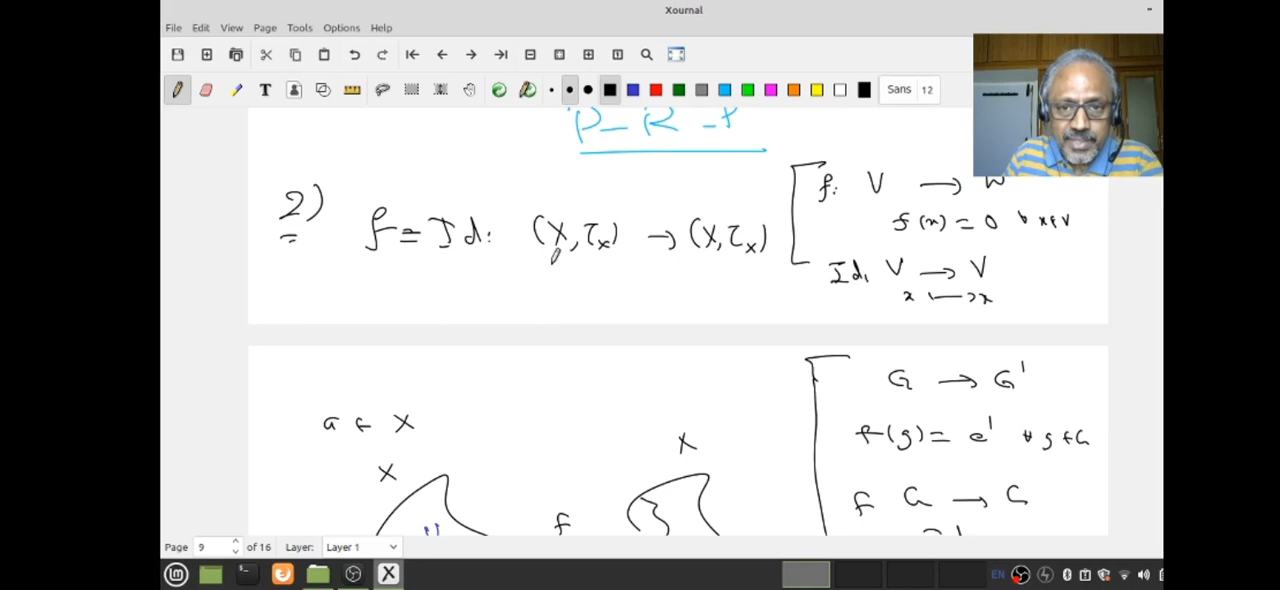 Xournal
File Edit View Page Tools Options Help
Sans 12
P-R-t
2) f = Id: (X, τx) → (X, τx)
f: V → W
f(x) = 0 ∀ x ∈ V
Id: V → V
x ↦ x
G → G'
f(g) = e' ∀ g ∈ G
a ∈ X
X
X
f G → G
f
Page 9 of 16 Layer: Layer 1
EN